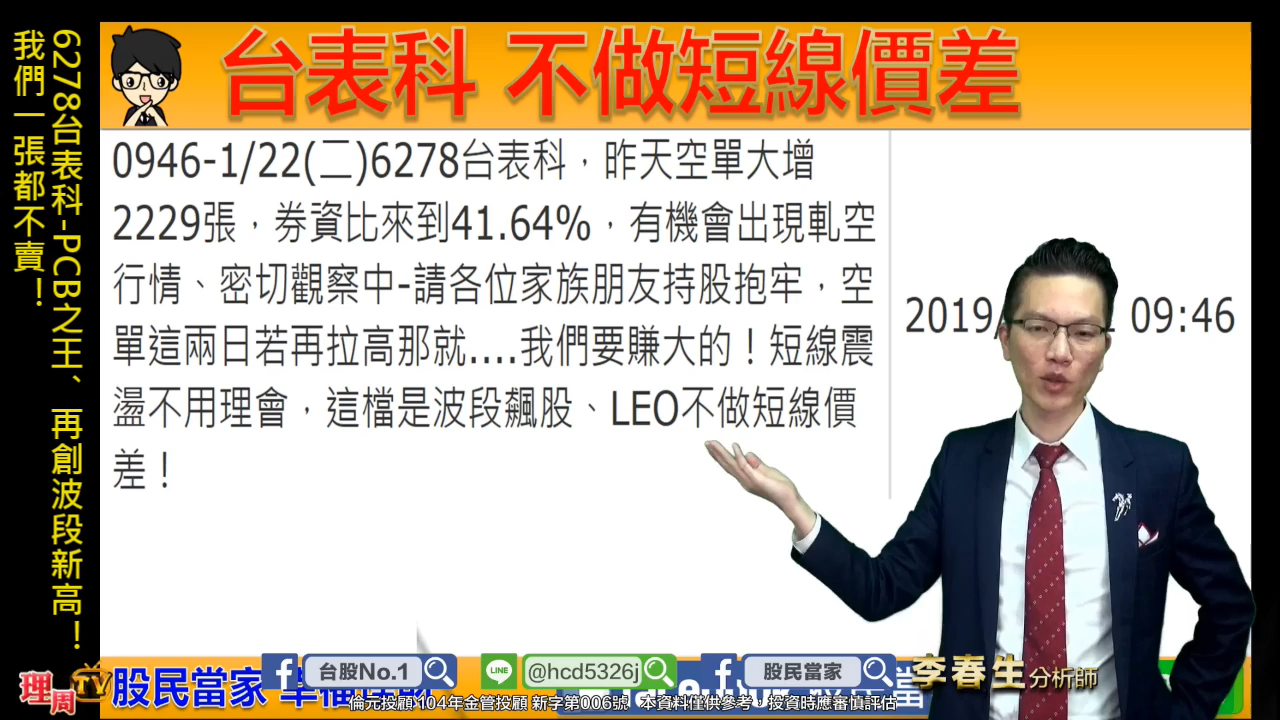 6278台表科-PCB之王、再創波段新高！
我們一張都不賣！
台表科 不做短線價差
0946-1/22(二)6278台表科，昨天空單大增
2229張，券資比來到41.64%，有機會出現軋空
行情、密切觀察中-請各位家族朋友持股抱牢，空
單這兩日若再拉高那就....我們要賺大的！短線震
盪不用理會，這檔是波段飆股、LEO不做短線價
差！
2019/ 09:46
理周TV
股民當家
台股No.1
LINE
@hcd5326j
股民當家
李春生分析師
倫元投顧 104年金管投顧 新字第006號 本資料僅供參考，投資時應審慎評估